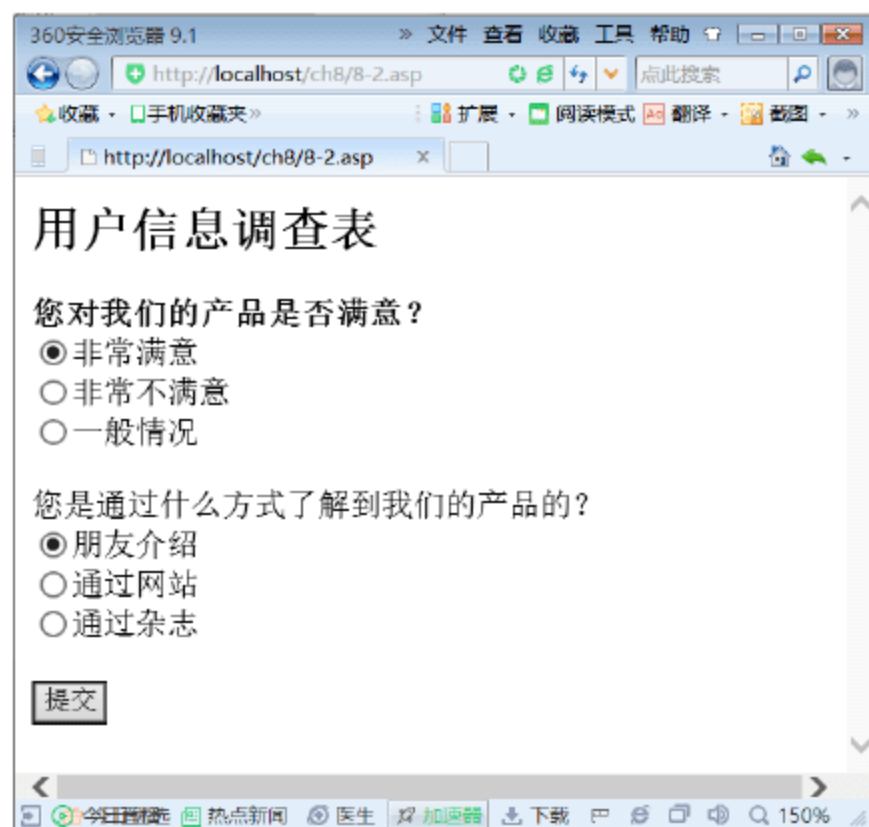 360安全浏览器 9.1 » 文件 查看 收藏 工具 帮助
http://localhost/ch8/8-2.asp 点此搜索
收藏 手机收藏夹» 扩展 阅读模式 翻译 截图 »
http://localhost/ch8/8-2.asp ×
用户信息调查表
您对我们的产品是否满意？
非常满意
非常不满意
一般情况
您是通过什么方式了解到我们的产品的？
朋友介绍
通过网站
通过杂志
提交
热点新闻 医生 加速器 下载 150%